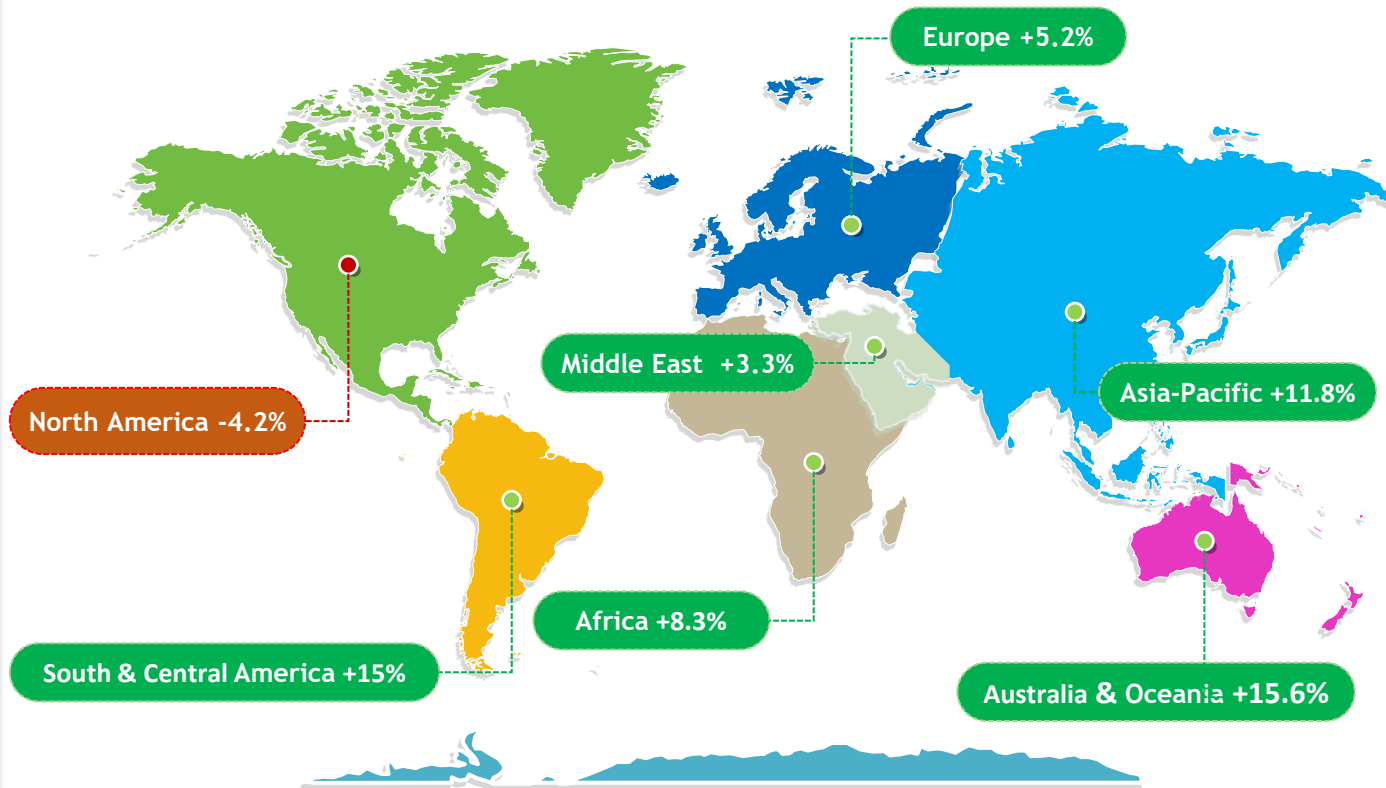 Europe +5.2%
Middle East +3.3%
Asia-Pacific +11.8%
North America -4.2%
Africa +8.3%
South & Central America +15%
Australia & Oceania +15.6%